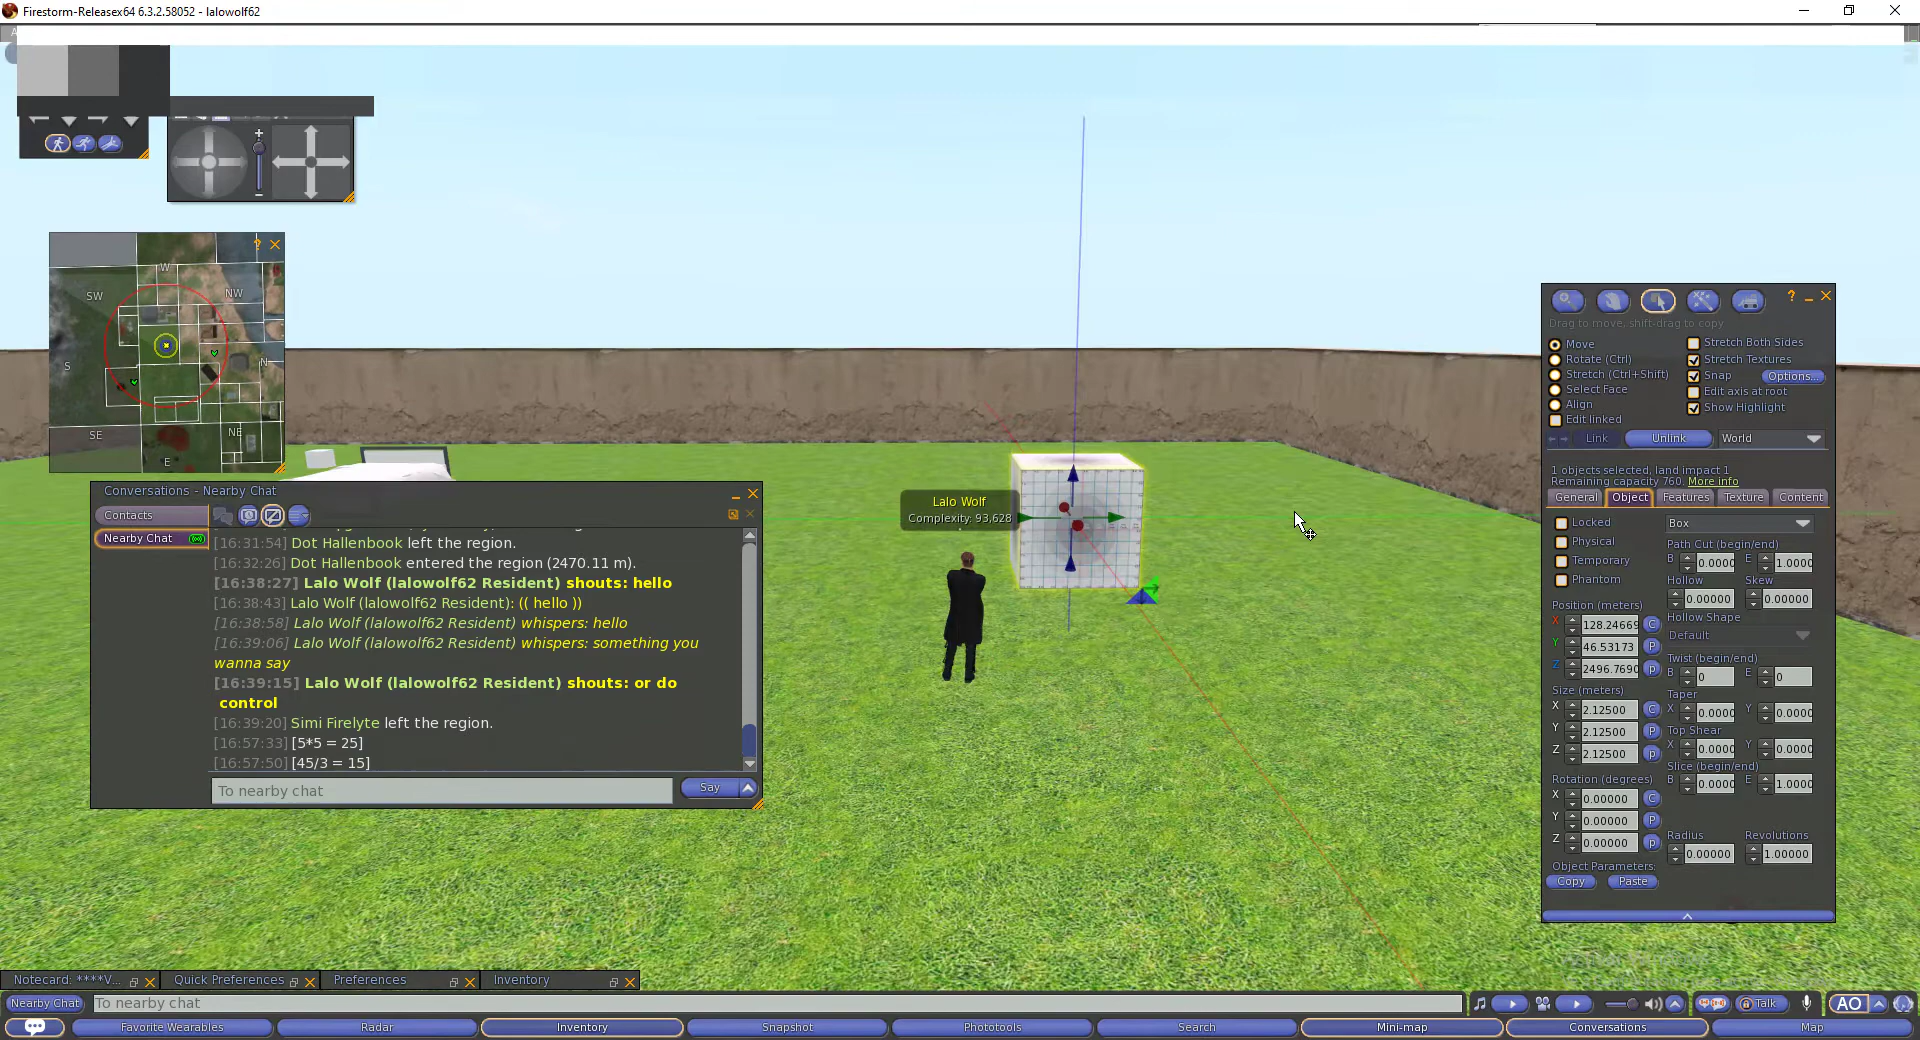 Firestorm-Releasex64 6.3.2.58052 - lalowolf62
W
SW
NW
S
N
SE
NE
E
Conversations - Nearby Chat
Contacts
Nearby Chat
[16:31:54] Dot Hallenbook left the region.
[16:32:26] Dot Hallenbook entered the region (2470.11 m).
[16:38:27] Lalo Wolf (lalowolf62 Resident) shouts: hello
[16:38:43] Lalo Wolf (lalowolf62 Resident): (( hello ))
[16:38:58] Lalo Wolf (lalowolf62 Resident) whispers: hello
[16:39:06] Lalo Wolf (lalowolf62 Resident) whispers: something you
wanna say
[16:39:15] Lalo Wolf (lalowolf62 Resident) shouts: or do
control
[16:39:20] Simi Firelyte left the region.
[16:57:33] [5*5 = 25]
[16:57:50] [45/3 = 15]
To nearby chat
Say
Lalo Wolf
Complexity: 93,628
Drag to move, shift-drag to copy
Move
Rotate (Ctrl)
Stretch (Ctrl+Shift)
Select Face
Align
Edit linked
Stretch Both Sides
Stretch Textures
Snap Options...
Edit axis at root
Show Highlight
Link Unlink World
1 objects selected, land impact 1
Remaining capacity 760. More info
General Object Features Texture Content
Locked
Physical
Temporary
Phantom
Position (meters)
X 128.24669 C
Y 46.53173 P
Z 2496.7690 p
Size (meters)
X 2.12500 C
Y 2.12500 P
Z 2.12500 p
Rotation (degrees)
X 0.00000 C
Y 0.00000 P
Z 0.00000 p
Object Parameters:
Copy Paste
Box
Path Cut (begin/end)
B 0.0000 E 1.0000
Hollow Skew
0.00000 0.00000
Hollow Shape
Default
Twist (begin/end)
B 0 E 0
Taper
X 0.0000 Y 0.0000
Top Shear
X 0.0000 Y 0.0000
Slice (begin/end)
B 0.0000 E 1.0000
Radius Revolutions
0.00000 1.00000
Notecard: ****V... Quick Preferences Preferences Inventory
Nearby Chat To nearby chat Talk AO
Favorite Wearables Radar Inventory Snapshot Phototools Search Mini-map Conversations Map